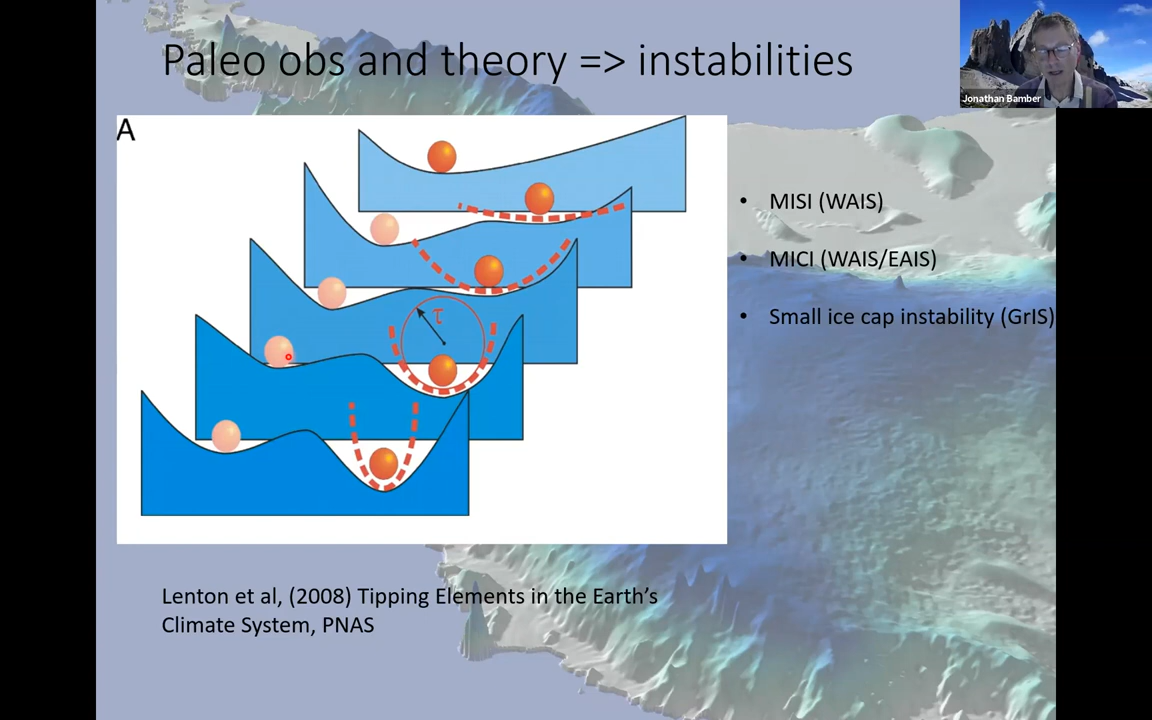 Paleo obs and theory => instabilities
Jonathan Bamber
A
τ
• MISI (WAIS)
• MICI (WAIS/EAIS)
• Small ice cap instability (GrIS)
Lenton et al, (2008) Tipping Elements in the Earth’s
Climate System, PNAS